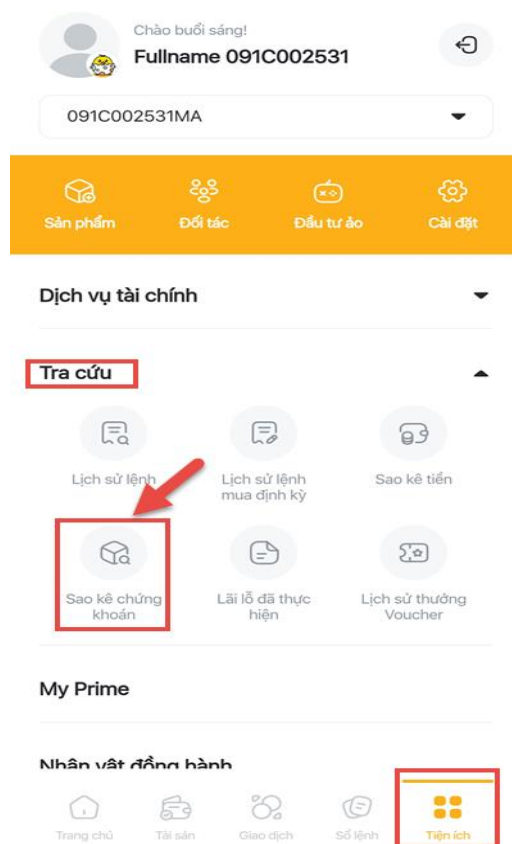 Chào buổi sáng!
Fullname 091C002531
091C002531MA
Sản phẩm Đối tác Đầu tư ảo Cài đặt
Dịch vụ tài chính
Tra cứu
Lịch sử lệnh
Lịch sử lệnh
mua định kỳ
Sao kê tiền
Sao kê chứng
khoán
Lãi lỗ đã thực
hiện
Lịch sử thưởng
Voucher
My Prime
Nhân vật đồng hành
Trang chủ Tài sản Giao dịch Sổ lệnh Tiện ích